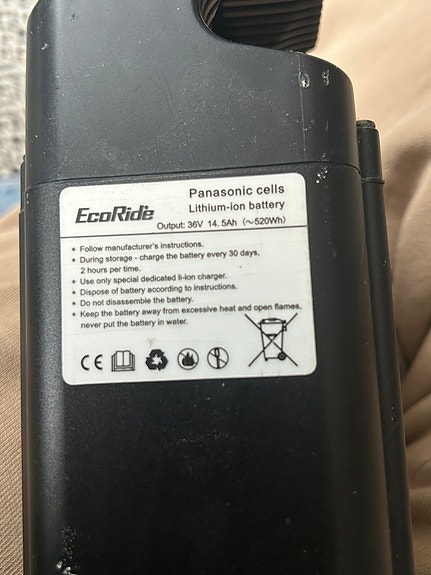 EcoRide
Panasonic cells
Lithium-ion battery
Output: 36V 14.5Ah (～520Wh)
• Follow manufacturer's instructions.
• During storage - charge the battery every 30 days,
2 hours per time.
• Use only special dedicated li-ion charger.
• Dispose of battery according to instructions.
• Do not disassemble the battery.
• Keep the battery away from excessive heat and open flames,
never put the battery in water.
CE